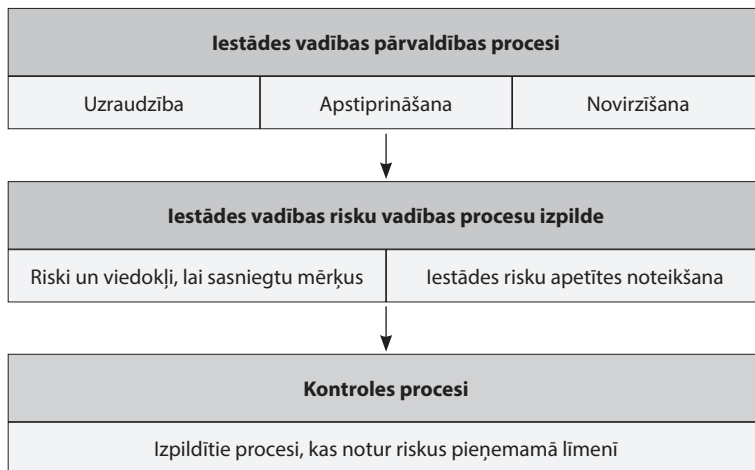 Iestādes vadības pārvaldības procesi
Uzraudzība
Apstiprināšana
Novirzīšana
Iestādes vadības risku vadības procesu izpilde
Riski un viedokļi, lai sasniegtu mērķus
Iestādes risku apetītes noteikšana
Kontroles procesi
Izpildītie procesi, kas notur riskus pieņemamā līmenī